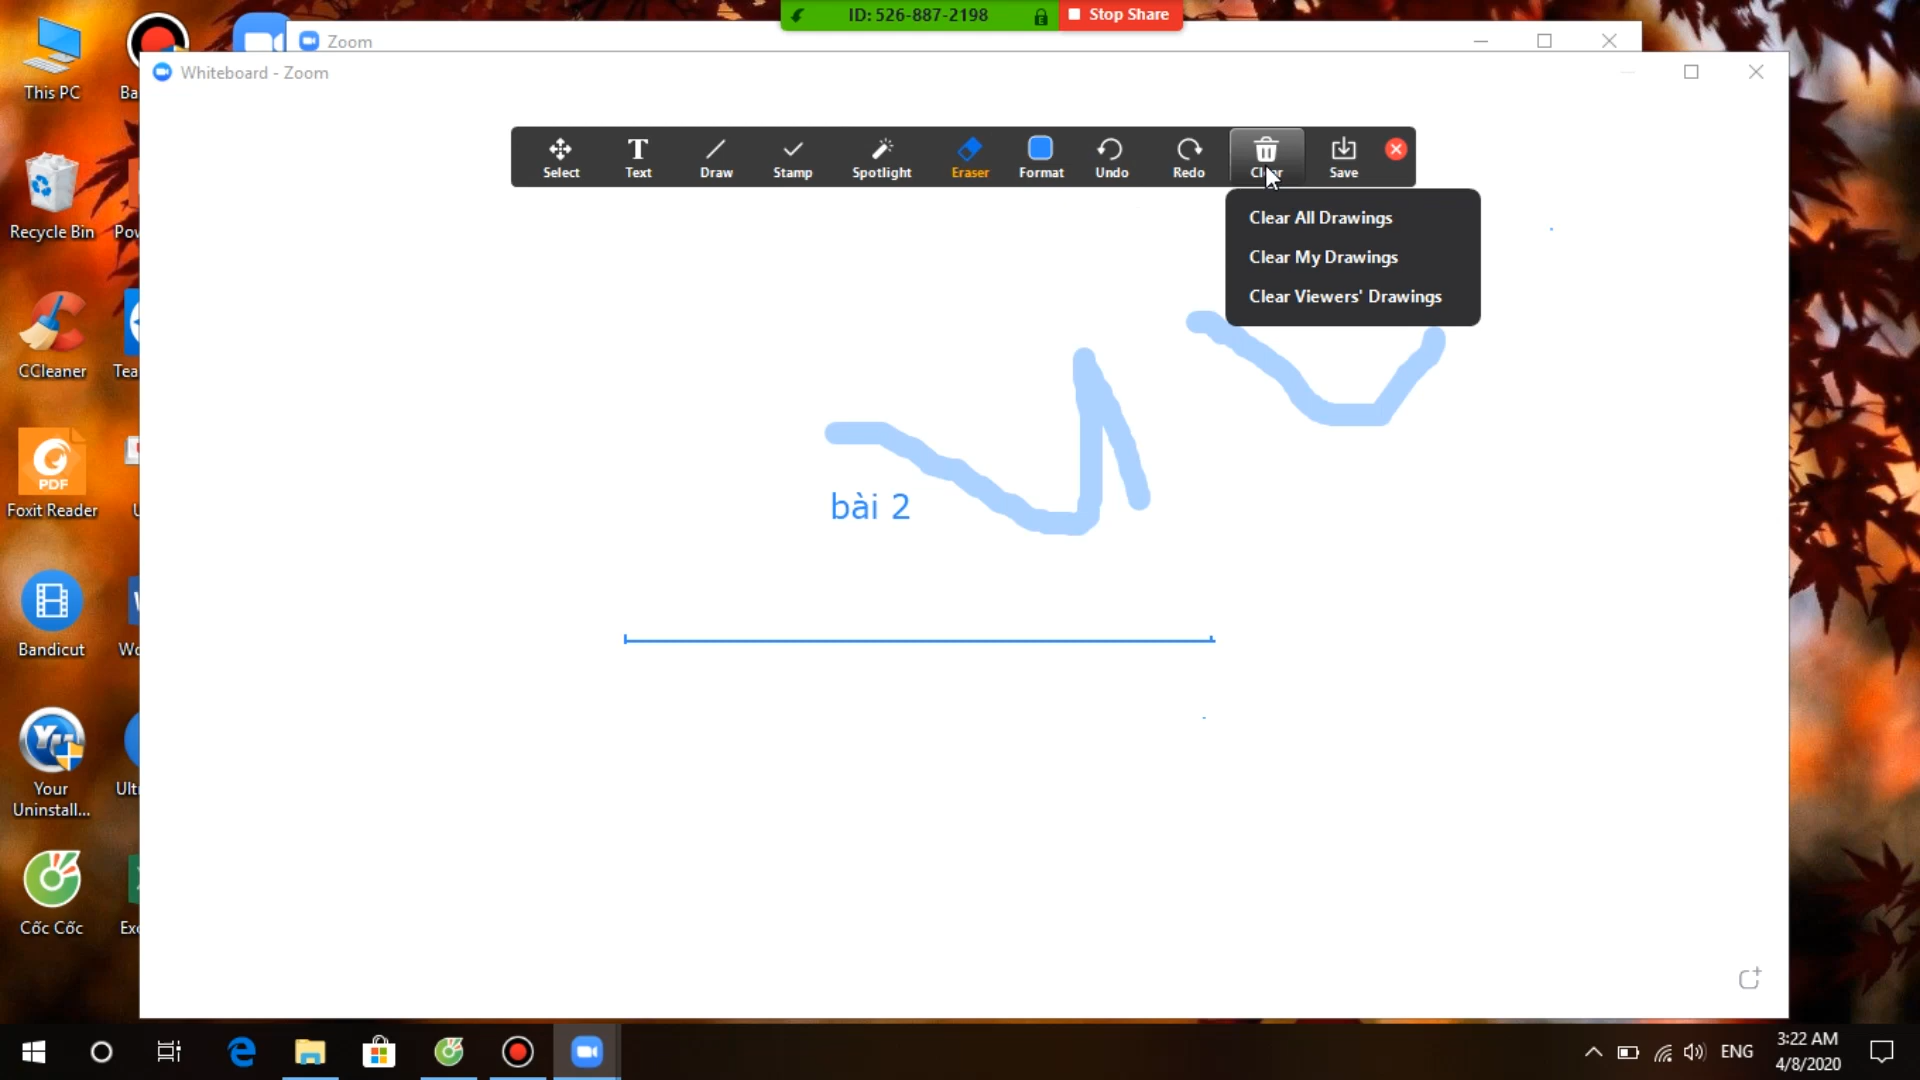 ID: 526-887-2198
Stop Share
Zoom
Whiteboard - Zoom
Select
Text
Draw
Stamp
Spotlight
Eraser
Format
Undo
Redo
Save
Clear All Drawings
Clear My Drawings
Clear Viewers' Drawings
bài 2
This PC
Recycle Bin
CCleaner
PDF
Foxit Reader
Bandicut
Your
Uninstall...
Cốc Cốc
ENG
3:22 AM
4/8/2020